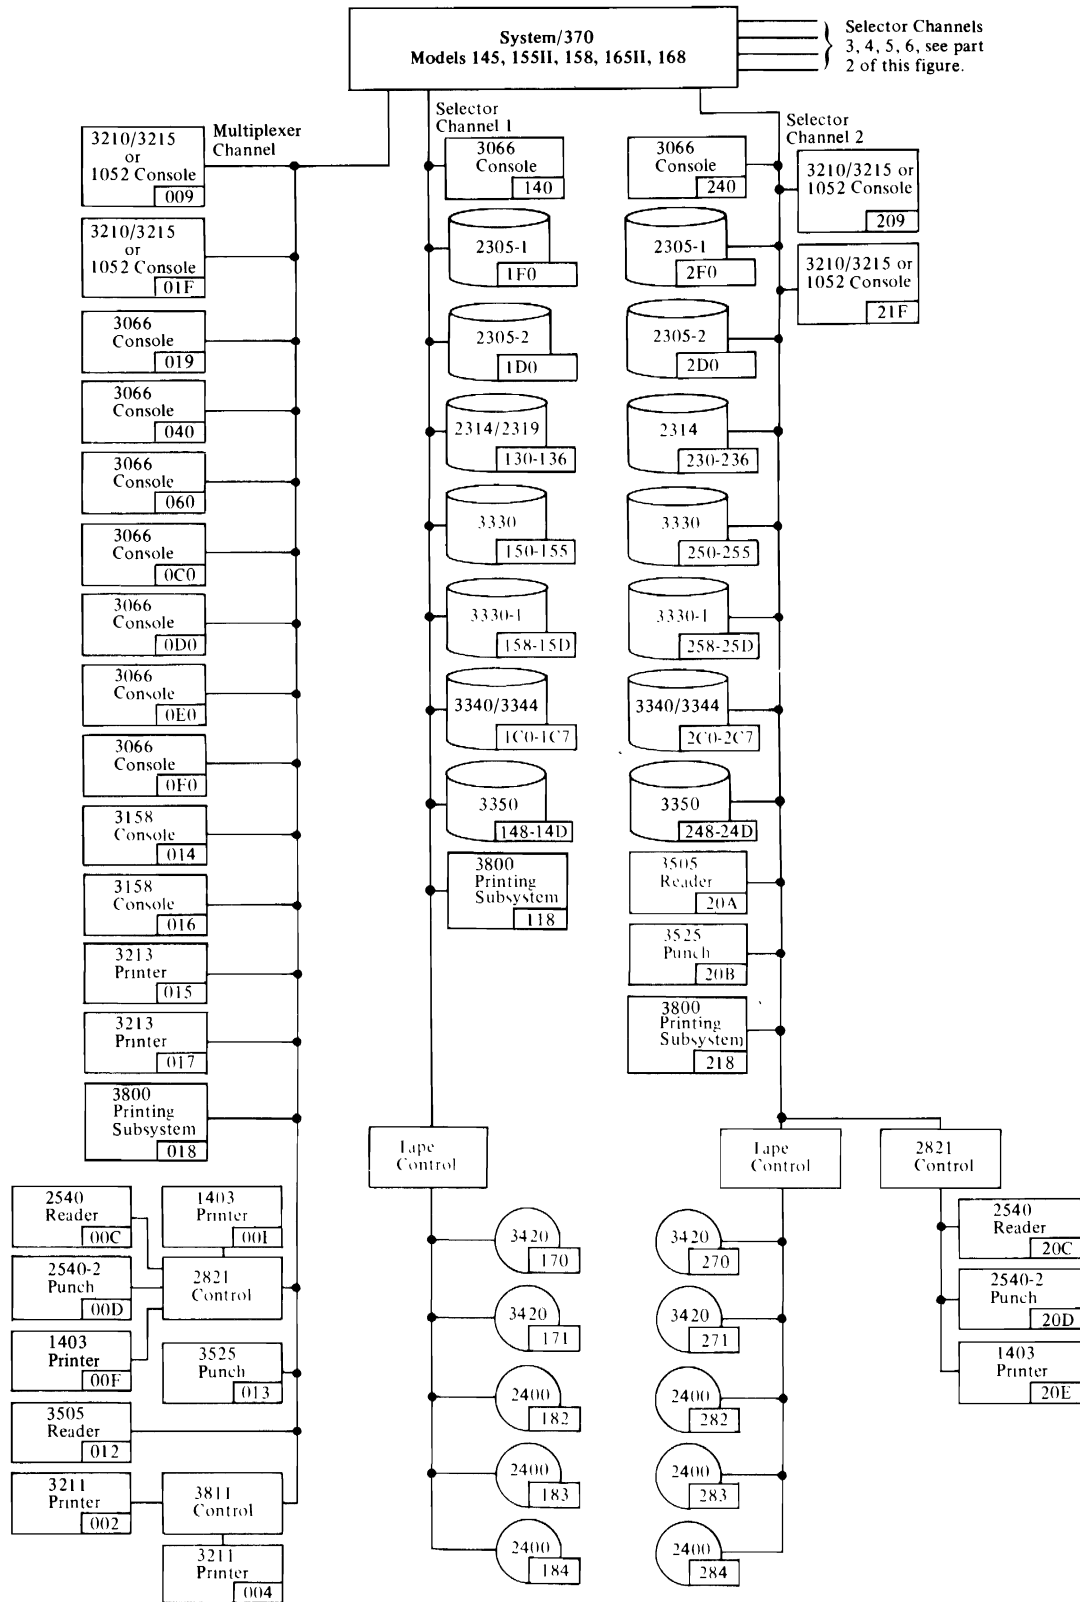 System/370
Models 145, 155II, 158, 165II, 168
Selector Channels
3, 4, 5, 6, see part
2 of this figure.
Multiplexer
Channel
3210/3215
or
1052 Console
009
3210/3215
or
1052 Console
01F
3066
Console
019
3066
Console
040
3066
Console
060
3066
Console
0C0
3066
Console
0D0
3066
Console
0E0
3066
Console
0F0
3158
Console
014
3158
Console
016
3213
Printer
015
3213
Printer
017
3800
Printing
Subsystem
018
2540
Reader
00C
1403
Printer
00E
2540-2
Punch
00D
2821
Control
1403
Printer
00F
3525
Punch
013
3505
Reader
012
3211
Printer
002
3811
Control
3211
Printer
004
Selector
Channel 1
3066
Console
140
2305-1
1F0
2305-2
1D0
2314/2319
130-136
3330
150-155
3330-1
158-15D
3340/3344
1C0-1C7
3350
148-14D
3800
Printing
Subsystem
118
Tape
Control
3420
170
3420
171
2400
182
2400
183
2400
184
Selector
Channel 2
3066
Console
240
3210/3215 or
1052 Console
209
2305-1
2F0
3210/3215 or
1052 Console
21F
2305-2
2D0
2314
230-236
3330
250-255
3330-1
258-25D
3340/3344
2C0-2C7
3350
248-24D
3505
Reader
20A
3525
Punch
20B
3800
Printing
Subsystem
218
Tape
Control
3420
270
3420
271
2400
282
2400
283
2400
284
2821
Control
2540
Reader
20C
2540-2
Punch
20D
1403
Printer
20E